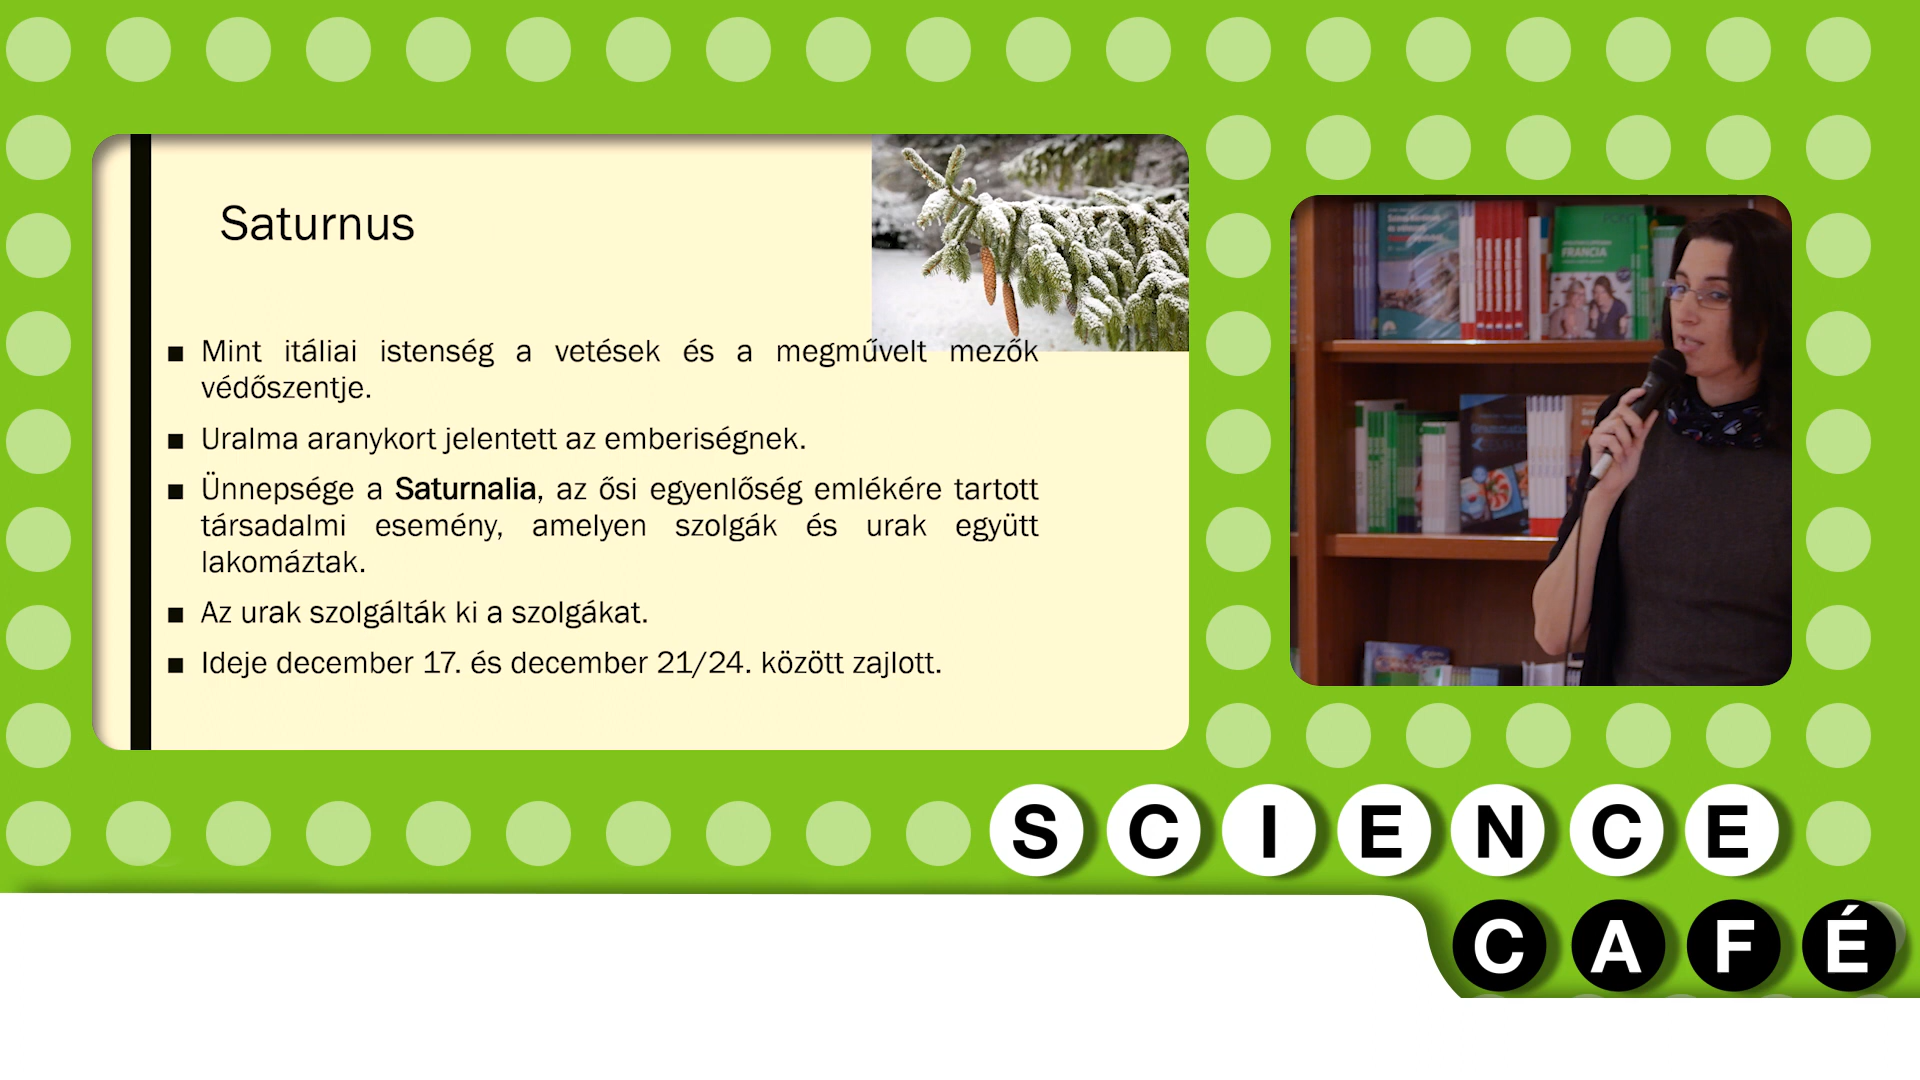 Saturnus
■ Mint itáliai istenség a vetések és a megművelt mezők
védőszentje.
■ Uralma aranykort jelentett az emberiségnek.
■ Ünnepsége a Saturnalia, az ősi egyenlőség emlékére tartott
társadalmi esemény, amelyen szolgák és urak együtt
lakomáztak.
■ Az urak szolgálták ki a szolgákat.
■ Ideje december 17. és december 21/24. között zajlott.
FRANCIA
SCIENCE
CAFÉ